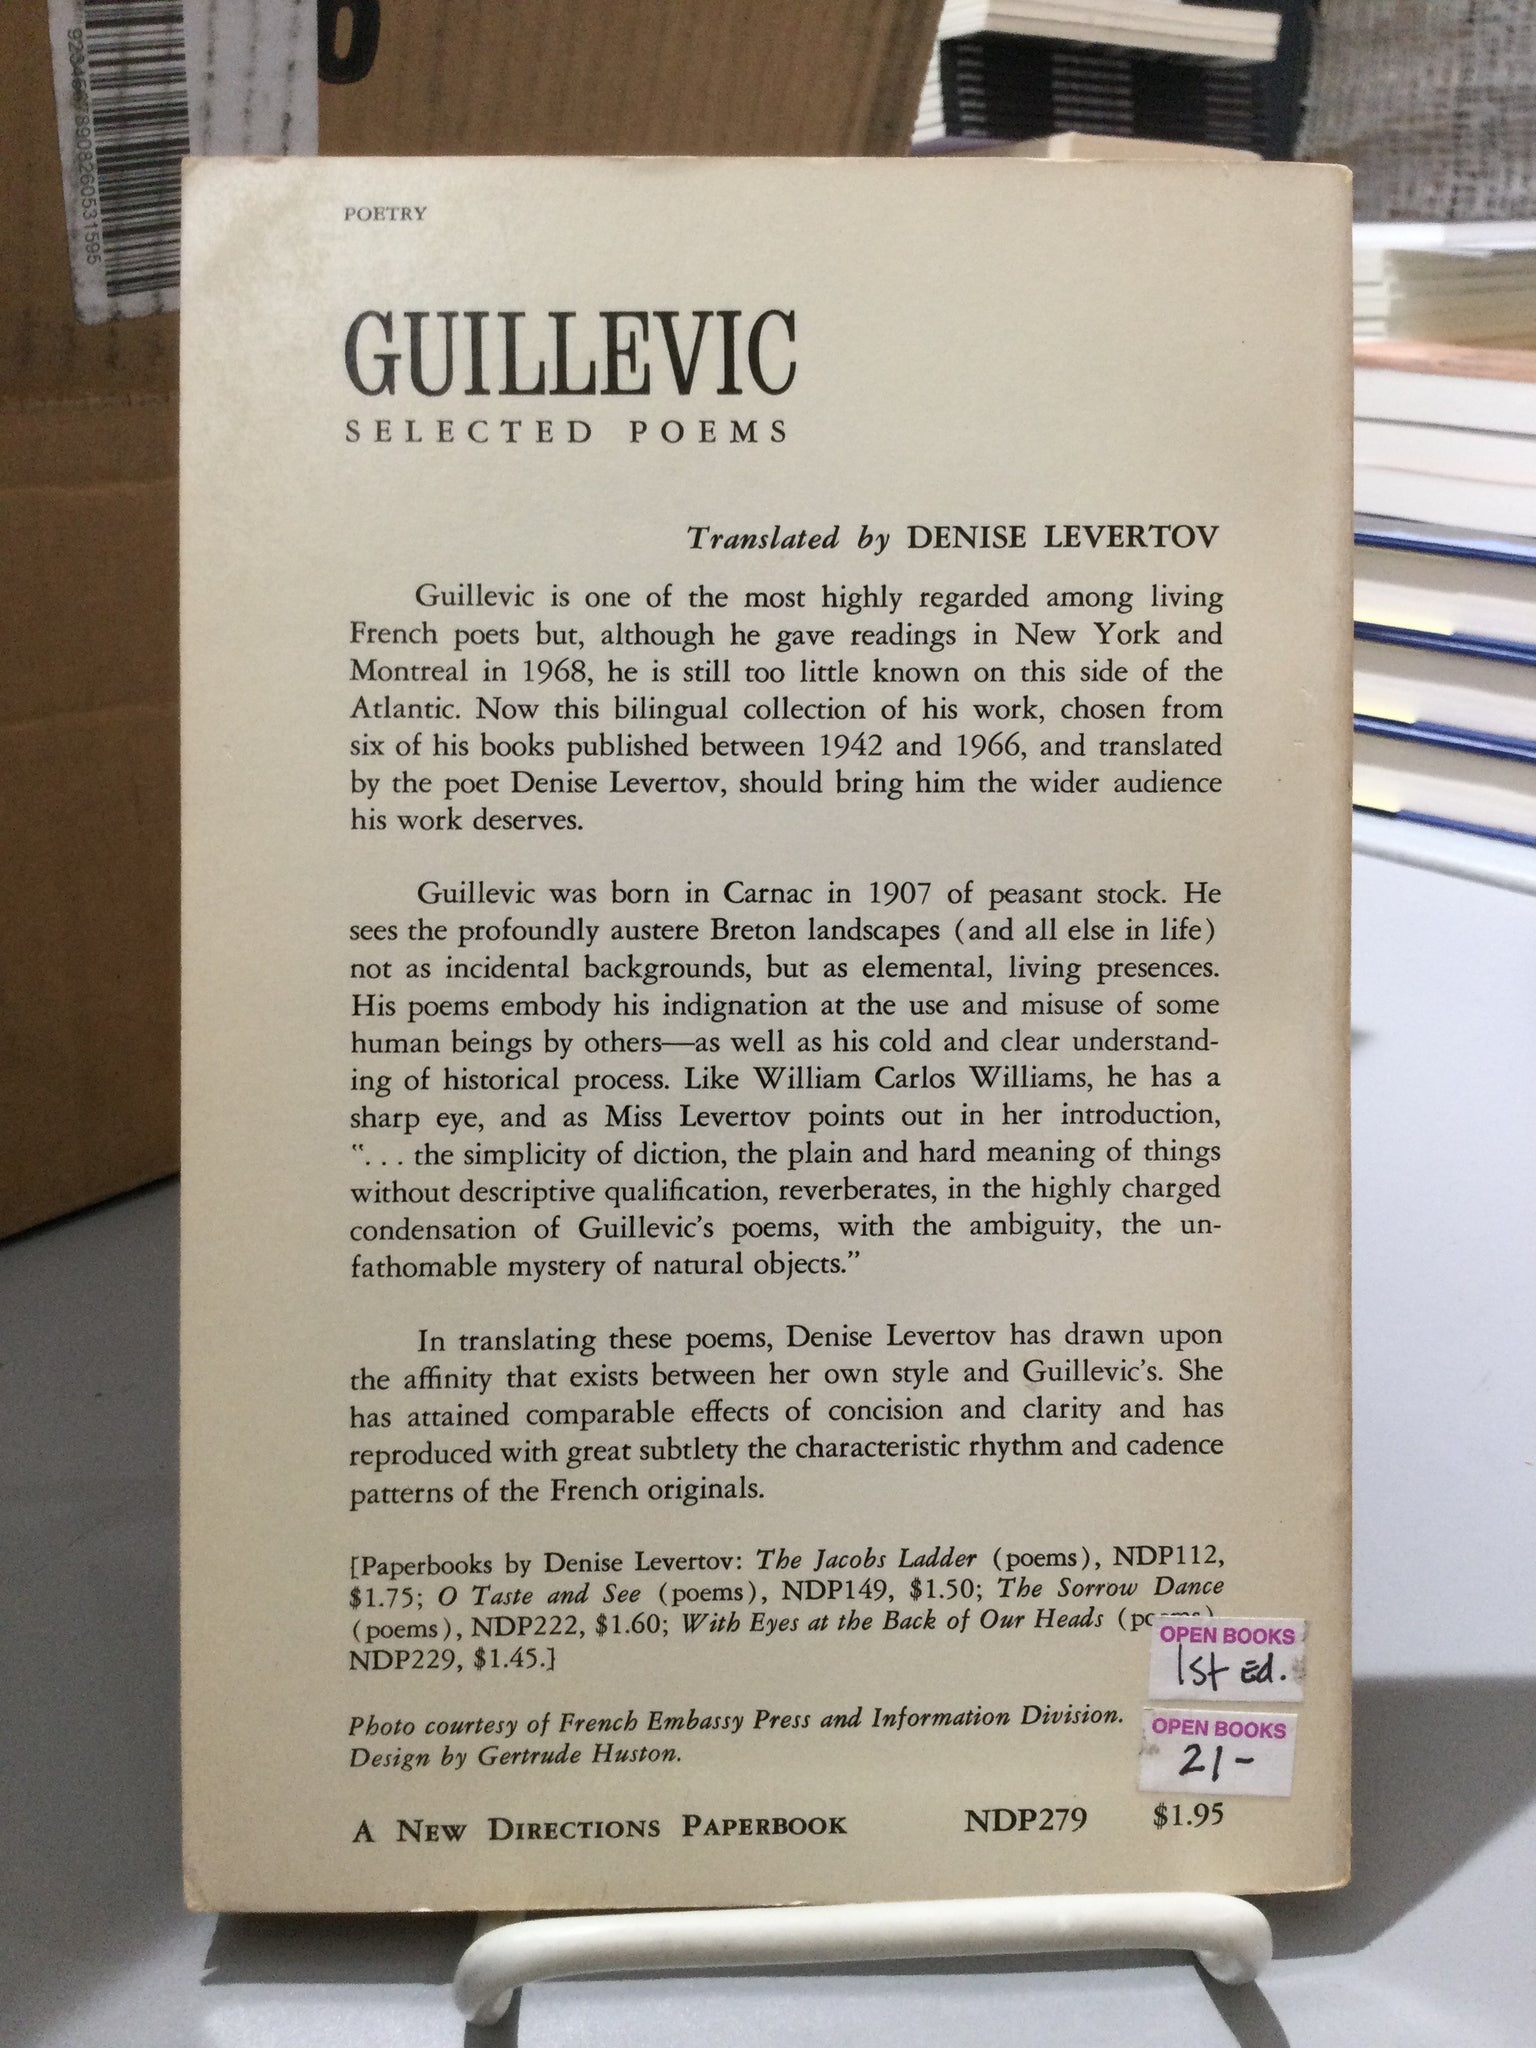 92646678908260531595
POETRY
GUILLEVIC
SELECTED POEMS
Translated by DENISE LEVERTOV
Guillevic is one of the most highly regarded among living
French poets but, although he gave readings in New York and
Montreal in 1968, he is still too little known on this side of the
Atlantic. Now this bilingual collection of his work, chosen from
six of his books published between 1942 and 1966, and translated
by the poet Denise Levertov, should bring him the wider audience
his work deserves.
Guillevic was born in Carnac in 1907 of peasant stock. He
sees the profoundly austere Breton landscapes (and all else in life)
not as incidental backgrounds, but as elemental, living presences.
His poems embody his indignation at the use and misuse of some
human beings by others—as well as his cold and clear understand-
ing of historical process. Like William Carlos Williams, he has a
sharp eye, and as Miss Levertov points out in her introduction,
“. . . the simplicity of diction, the plain and hard meaning of things
without descriptive qualification, reverberates, in the highly charged
condensation of Guillevic's poems, with the ambiguity, the un-
fathomable mystery of natural objects.”
In translating these poems, Denise Levertov has drawn upon
the affinity that exists between her own style and Guillevic's. She
has attained comparable effects of concision and clarity and has
reproduced with great subtlety the characteristic rhythm and cadence
patterns of the French originals.
[Paperbooks by Denise Levertov: The Jacobs Ladder (poems), NDP112,
$1.75; O Taste and See (poems), NDP149, $1.50; The Sorrow Dance
(poems), NDP222, $1.60; With Eyes at the Back of Our Heads
NDP229, $1.45.]
OPEN BOOKS
1st Ed.
Photo courtesy of French Embassy Press and Information Division.
Design by Gertrude Huston.
OPEN BOOKS
21-
A NEW DIRECTIONS PAPERBOOK NDP279 $1.95